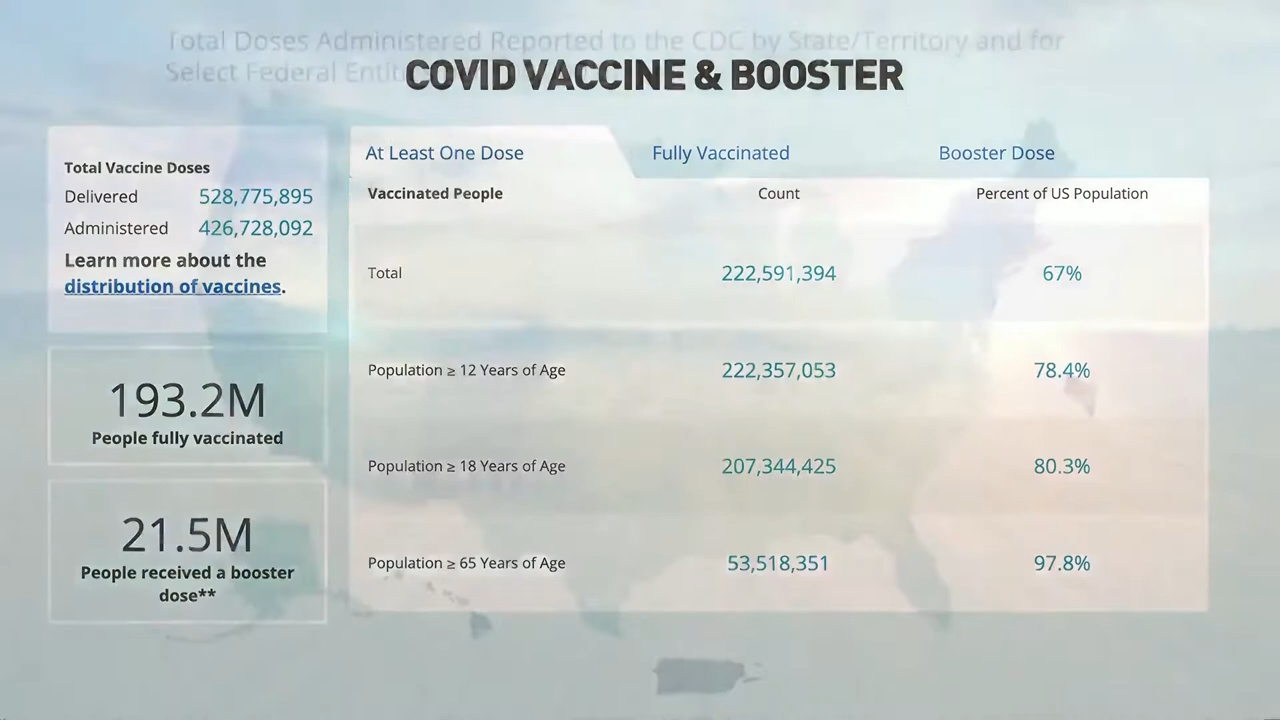 Total Doses Administered Reported to the CDC by State/Territory and for
Select Federal
COVID VACCINE & BOOSTER
Total Vaccine Doses
Delivered 528,775,895
Administered 426,728,092
Learn more about the
distribution of vaccines.
193.2M
People fully vaccinated
21.5M
People received a booster
dose**
At Least One Dose Fully Vaccinated Booster Dose
Vaccinated People Count Percent of US Population
Total 222,591,394 67%
Population ≥ 12 Years of Age 222,357,053 78.4%
Population ≥ 18 Years of Age 207,344,425 80.3%
Population ≥ 65 Years of Age 53,518,351 97.8%